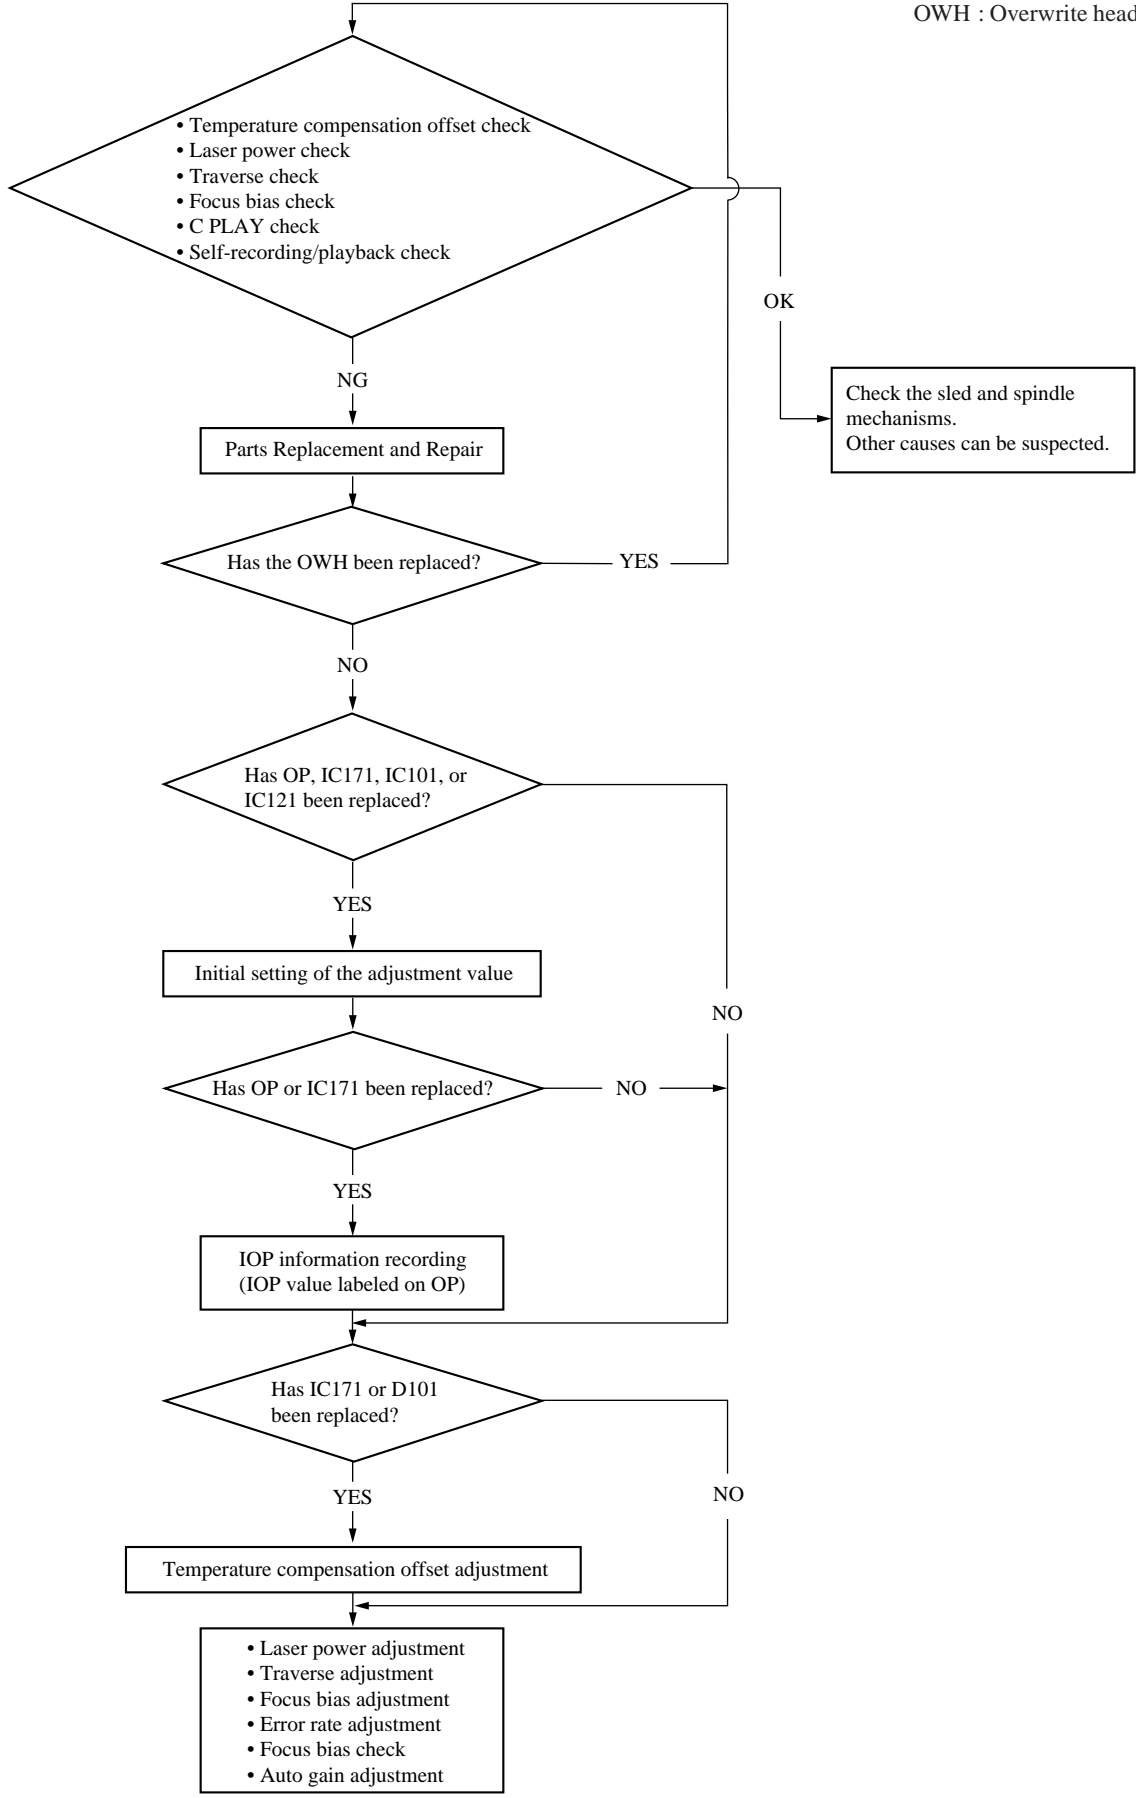 OWH : Overwrite head
• Temperature compensation offset check
• Laser power check
• Traverse check
• Focus bias check
• C PLAY check
• Self-recording/playback check
OK
NG
Check the sled and spindle
mechanisms.
Other causes can be suspected.
Parts Replacement and Repair
Has the OWH been replaced?
YES
NO
Has OP, IC171, IC101, or
IC121 been replaced?
YES
Initial setting of the adjustment value
NO
Has OP or IC171 been replaced?
NO
YES
IOP information recording
(IOP value labeled on OP)
Has IC171 or D101
been replaced?
YES
NO
Temperature compensation offset adjustment
• Laser power adjustment
• Traverse adjustment
• Focus bias adjustment
• Error rate adjustment
• Focus bias check
• Auto gain adjustment